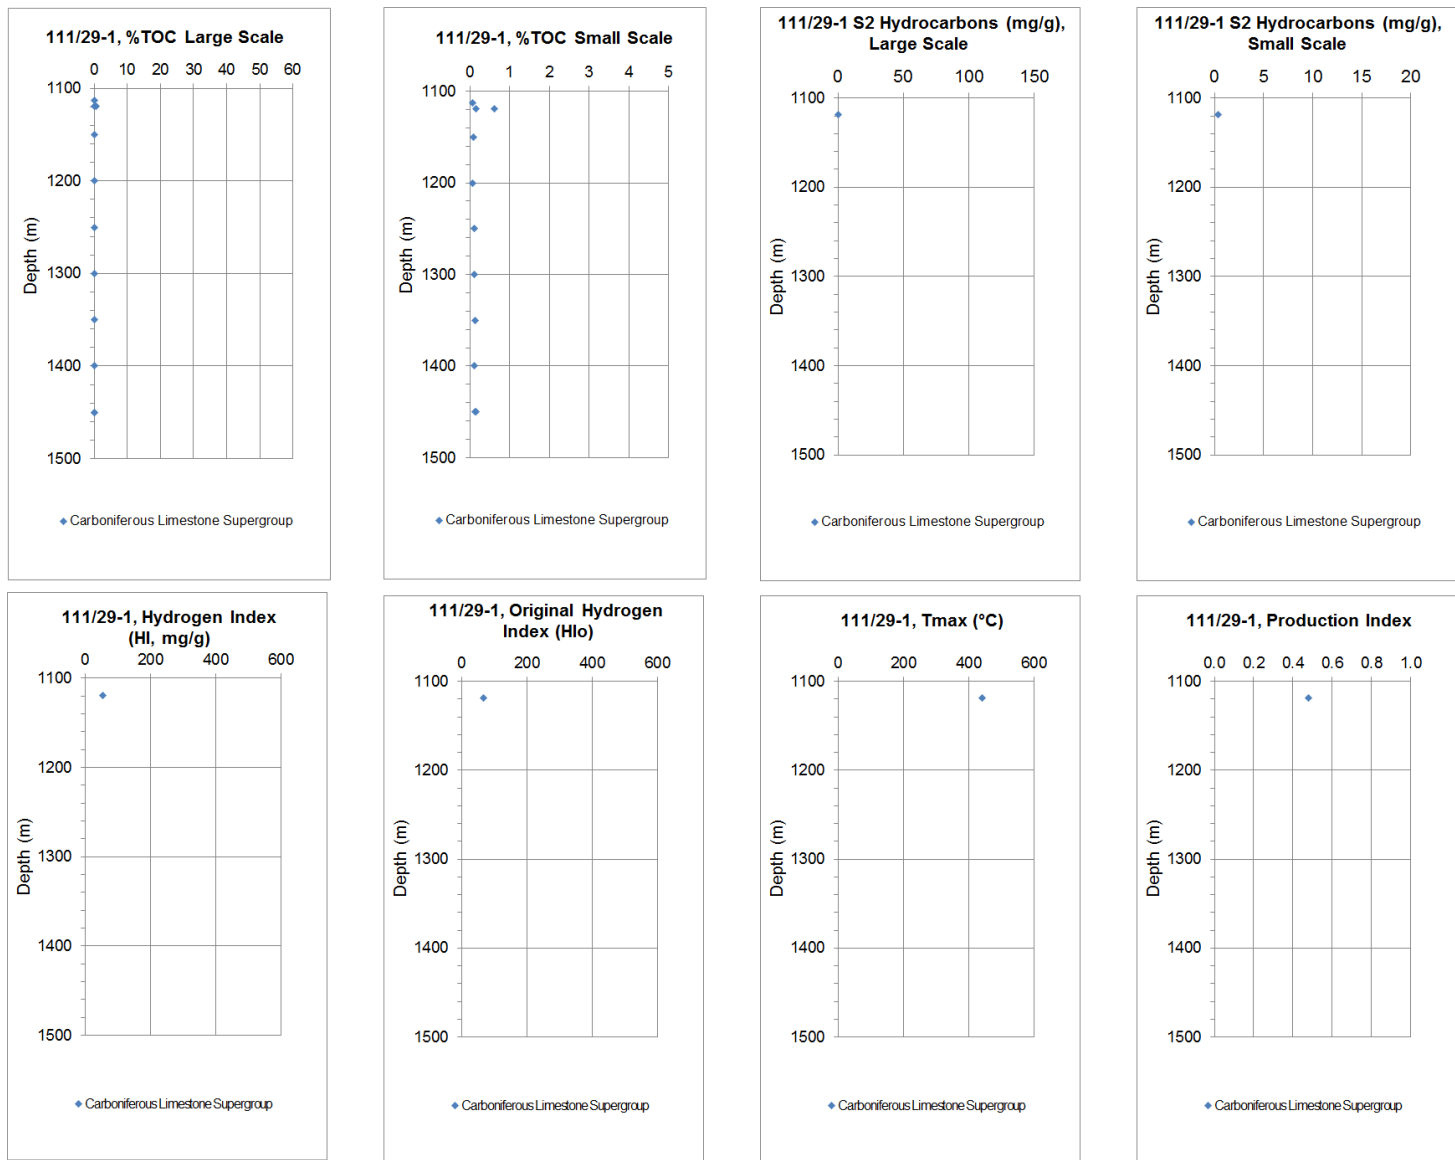 111/29-1, %TOC Large Scale
0 10 20 30 40 50 60
1100
1200
1300
1400
1500
Depth (m)
Carboniferous Limestone Supergroup
111/29-1, %TOC Small Scale
0 1 2 3 4 5
1100
1200
1300
1400
1500
Depth (m)
Carboniferous Limestone Supergroup
111/29-1 S2 Hydrocarbons (mg/g),
Large Scale
0 50 100 150
1100
1200
1300
1400
1500
Depth (m)
Carboniferous Limestone Supergroup
111/29-1 S2 Hydrocarbons (mg/g),
Small Scale
0 5 10 15 20
1100
1200
1300
1400
1500
Depth (m)
Carboniferous Limestone Supergroup
111/29-1, Hydrogen Index
(HI, mg/g)
0 200 400 600
1100
1200
1300
1400
1500
Depth (m)
Carboniferous Limestone Supergroup
111/29-1, Original Hydrogen
Index (HIo)
0 200 400 600
1100
1200
1300
1400
1500
Depth (m)
Carboniferous Limestone Supergroup
111/29-1, Tmax (°C)
0 200 400 600
1100
1200
1300
1400
1500
Depth (m)
Carboniferous Limestone Supergroup
111/29-1, Production Index
0.0 0.2 0.4 0.6 0.8 1.0
1100
1200
1300
1400
1500
Depth (m)
Carboniferous Limestone Supergroup